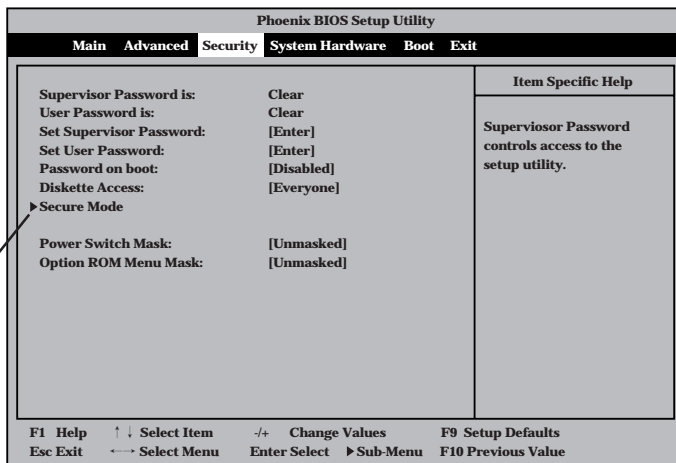 Phoenix BIOS Setup Utility
Main Advanced Security System Hardware Boot Exit
Item Specific Help
Supervisor Password is: Clear
User Password is: Clear
Set Supervisor Password: [Enter]
Set User Password: [Enter]
Password on boot: [Disabled]
Diskette Access: [Everyone]
▶Secure Mode
Power Switch Mask: [Unmasked]
Option ROM Menu Mask: [Unmasked]
Superviosor Password
controls access to the
setup utility.
F1 Help ↑↓ Select Item -/+ Change Values F9 Setup Defaults
Esc Exit ←→ Select Menu Enter Select ▶Sub-Menu F10 Previous Value